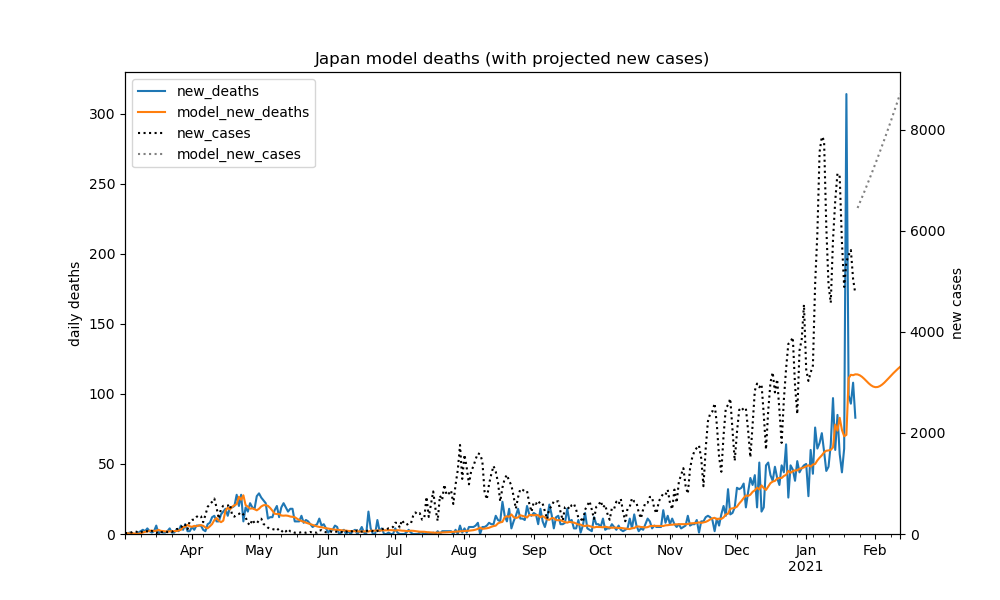 Japan model deaths (with projected new cases)
new_deaths
model_new_deaths
new_cases
model_new_cases
daily deaths
300
250
200
150
100
50
0
new cases
8000
6000
4000
2000
0
Apr May Jun Jul Aug Sep Oct Nov Dec Jan Feb
2021